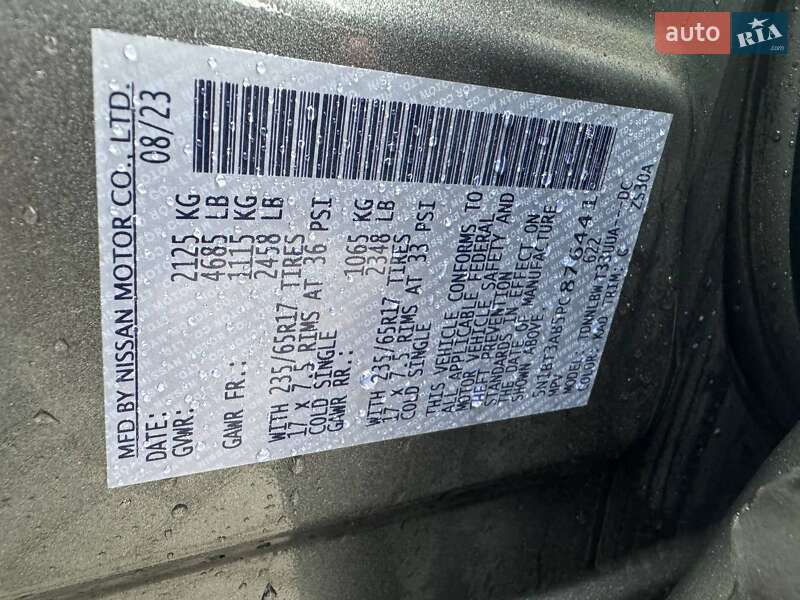 auto RIA
MFD BY NISSAN MOTOR CO., LTD.
DATE: 08/23
GVWR: 2125 KG
4685 LB
GAWR FR.: 1115 KG
2458 LB
WITH 235/65R17 TIRES
17 X 7.5 RIMS AT 36 PSI
COLD SINGLE
GAWR RR.: 1065 KG
2348 LB
WITH 235/65R17 TIRES
17 X 7.5 RIMS AT 33 PSI
COLD SINGLE
THIS VEHICLE CONFORMS TO
ALL APPLICABLE FEDERAL
MOTOR VEHICLE SAFETY AND
THEFT PREVENTION
STANDARDS IN EFFECT ON
THE DATE OF MANUFACTURE
SHOWN ABOVE.
876441
MPV 622
MODEL:
COLOR: KAD TRIM: G 2S30A